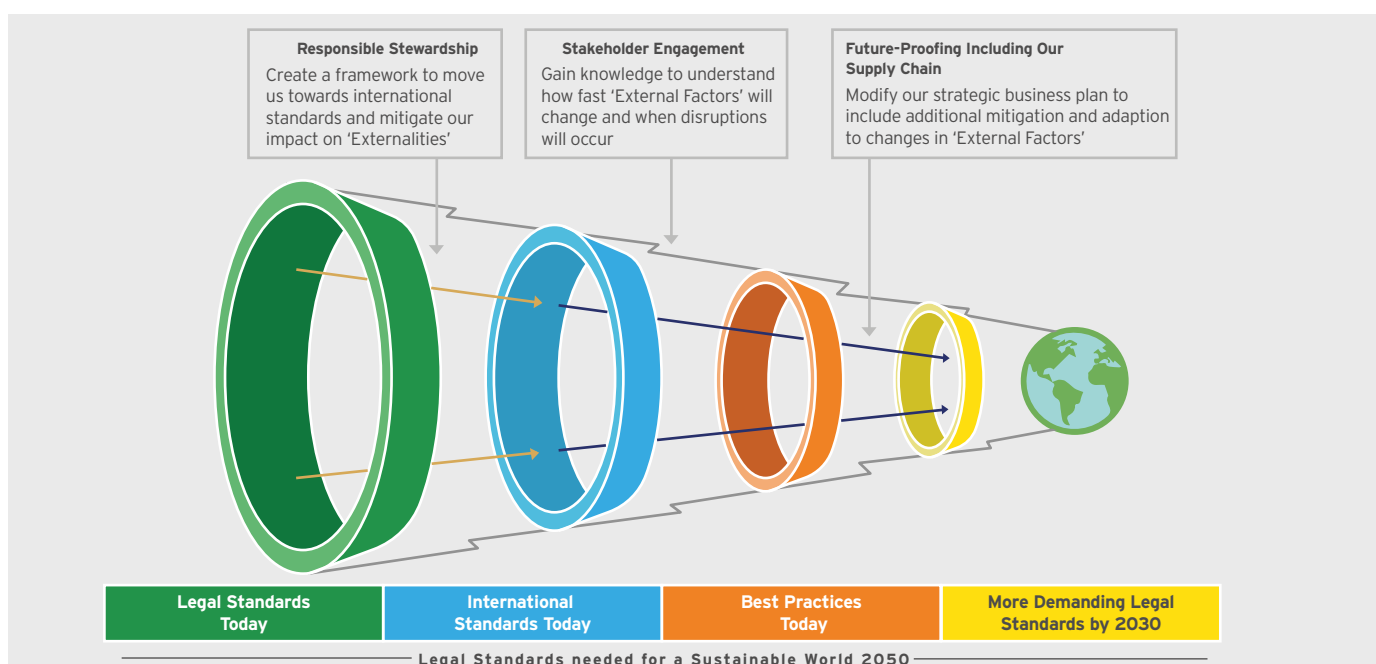 Responsible Stewardship
Create a framework to move
us towards international
standards and mitigate our
impact on ‘Externalities’
Stakeholder Engagement
Gain knowledge to understand
how fast ‘External Factors’ will
change and when disruptions
will occur
Future-Proofing Including Our
Supply Chain
Modify our strategic business plan to
include additional mitigation and adaption
to changes in ‘External Factors’
Legal Standards
Today
International
Standards Today
Best Practices
Today
More Demanding Legal
Standards by 2030
Legal Standards needed for a Sustainable World 2050